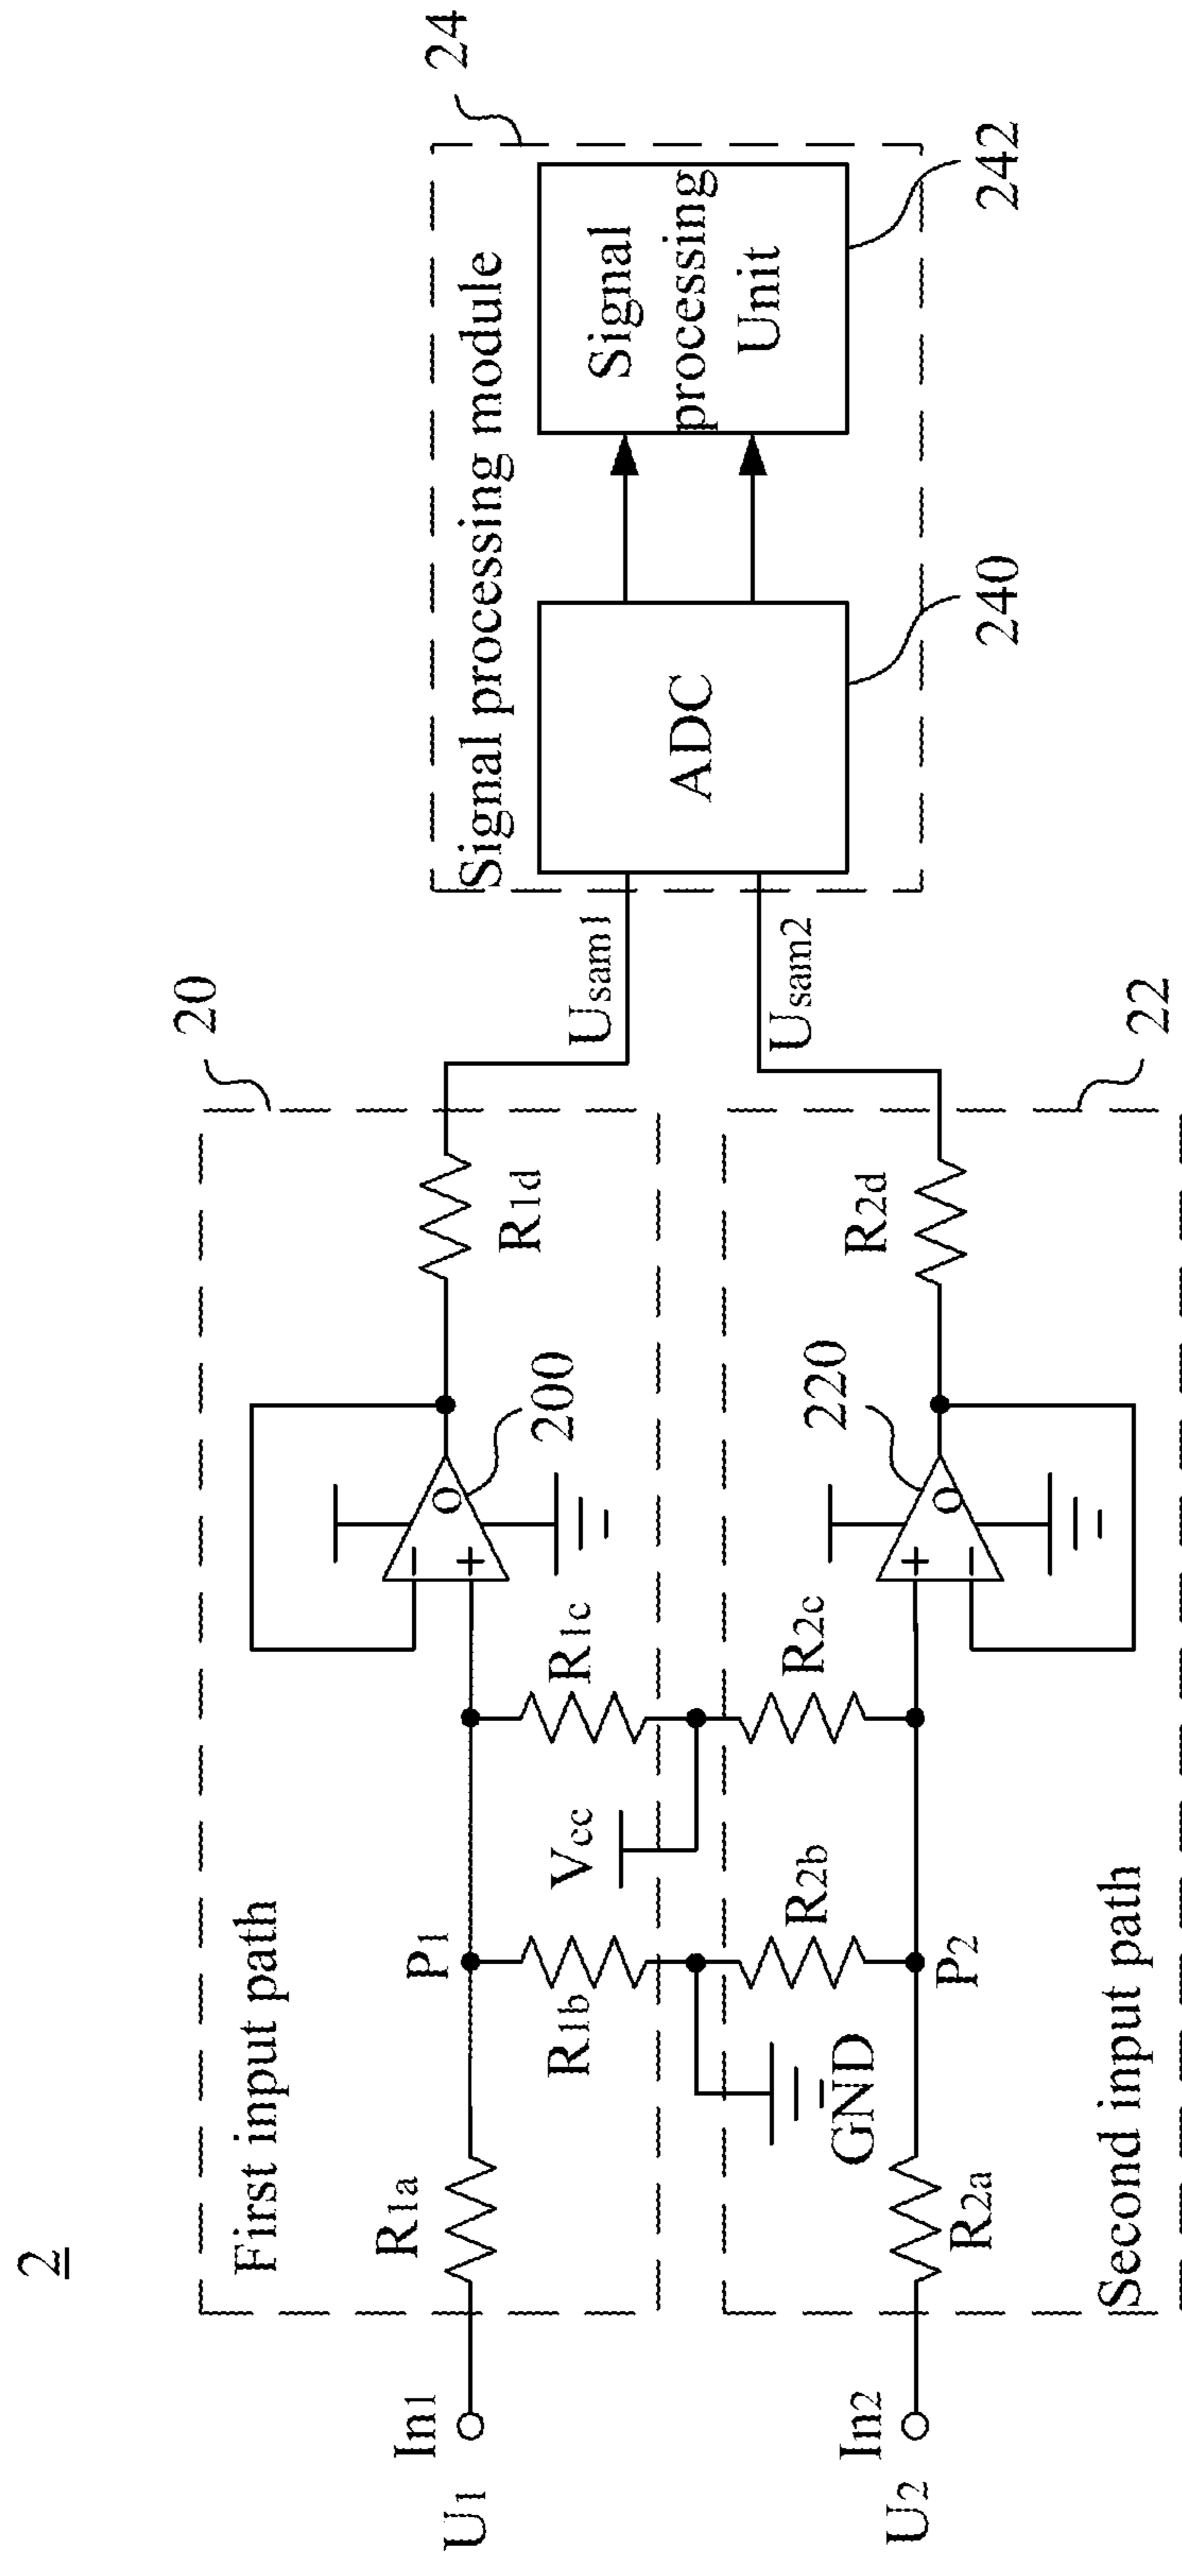 2
First input path
20
In1
U1
R1a
P1
R1b
Vcc
R1c
−
+
O
200
R1d
Usam1
GND
In2
U2
R2a
P2
R2b
R2c
+
−
O
220
R2d
Usam2
22
Second input path
24
Signal processing module
ADC
240
Signal
processing
Unit
242